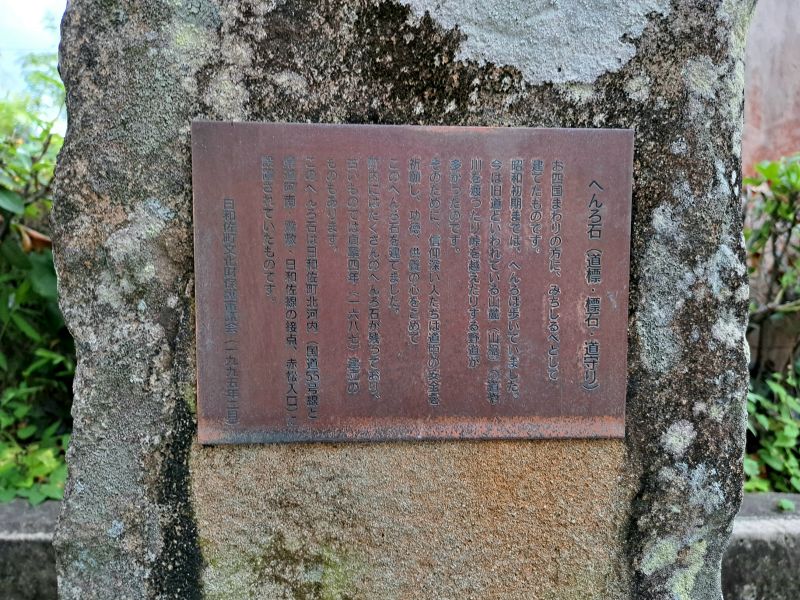 へんろ石（道標・標石・道守り）
お四国まわりの方に、みちしるべとして
建てたものです。
昭和初期までは、へんろは歩いていました。
今は旧道といわれている山麓（山裾）の道や
川を渡ったり峠を越えたりする野道が
多かったのです。
そのために、信仰深い人たちは道中の安全を
祈願し、功徳、供養の心をこめて
このへんろ石を建てました。
町内にはたくさんのへんろ石が残っており、
古いものでは貞享四年（一六八七）建立の
ものもあります。
このへんろ石は日和佐町北河内（国道55号線と
県道阿南、鷲敷、日和佐線の接点、赤松入口）に
設置されていたものです。
日和佐町文化財保護審議会（一九九五年三月）